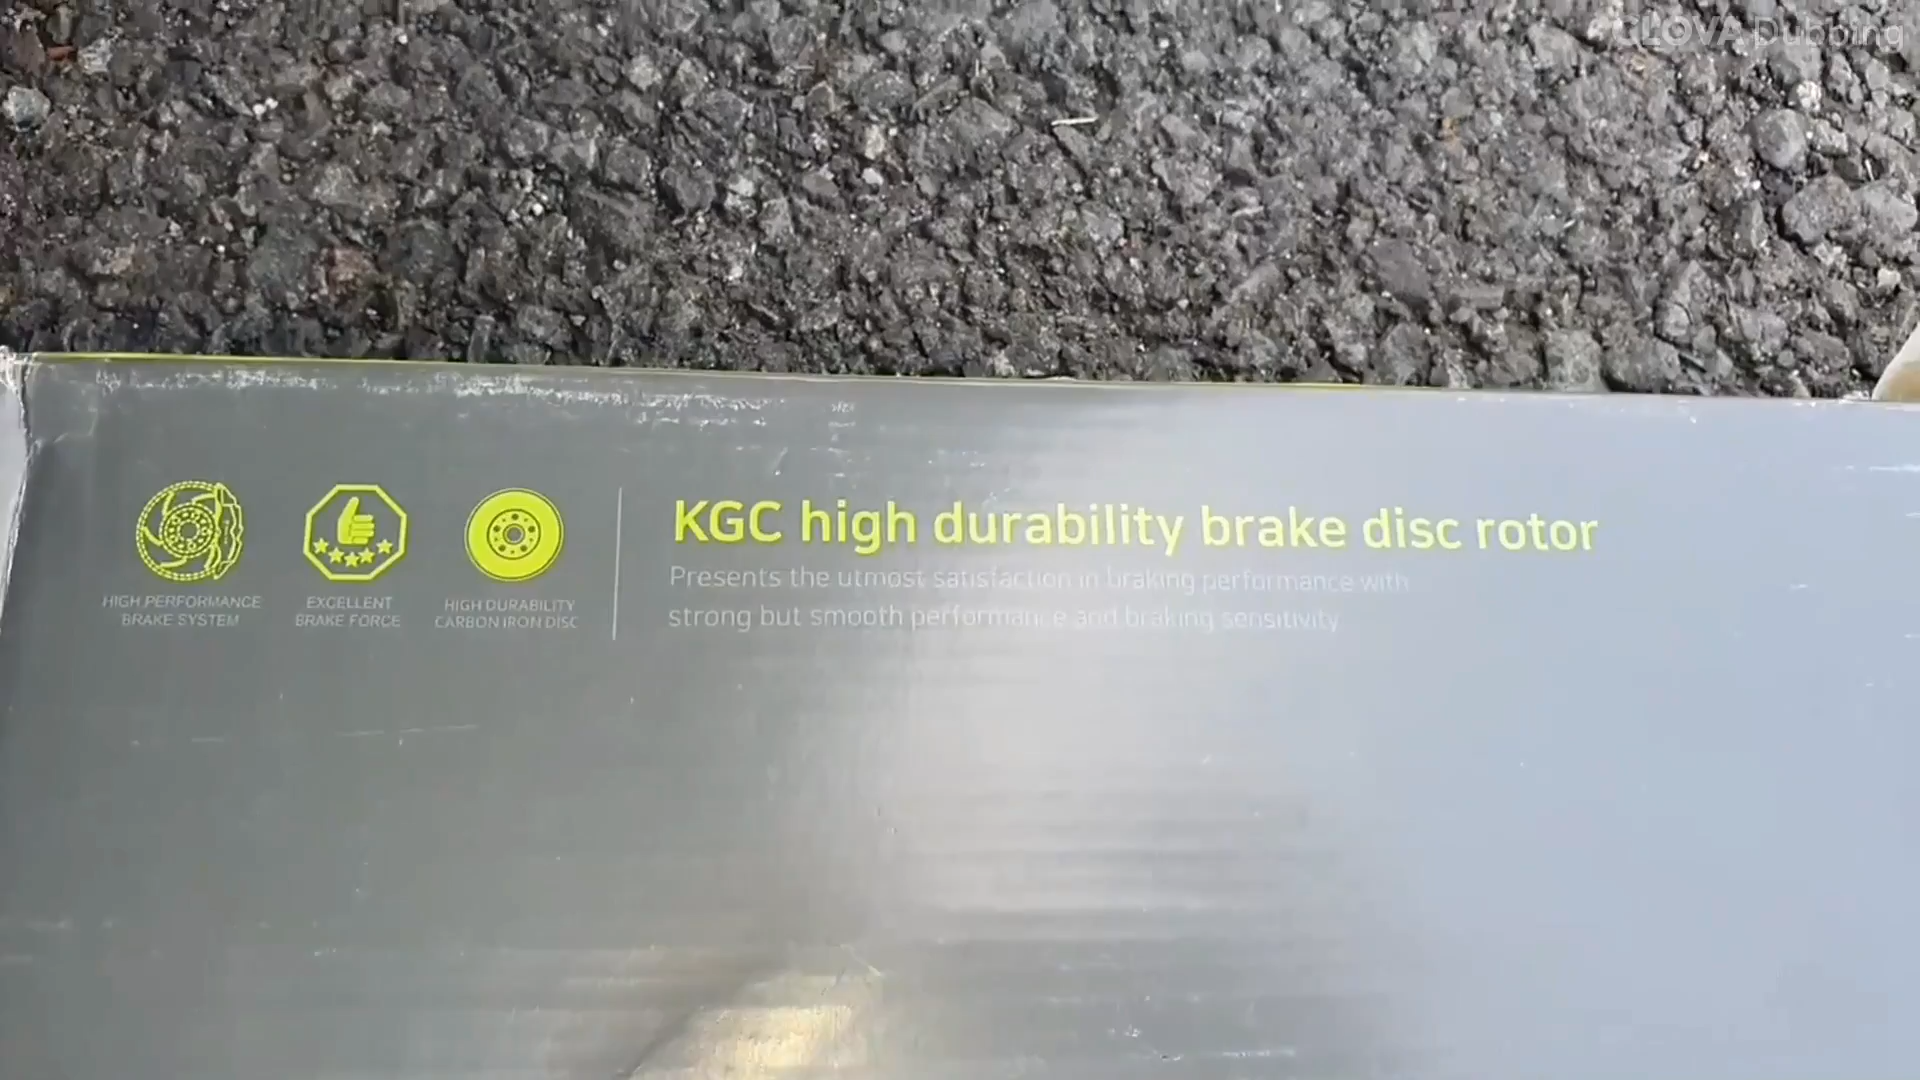 CLOVA Dubbing
KGC high durability brake disc rotor
Presents the utmost satisfaction in braking performance with
strong but smooth performance and braking sensitivity
HIGH PERFORMANCE
BRAKE SYSTEM
EXCELLENT
BRAKE FORCE
HIGH DURABILITY
CARBON IRON DISC